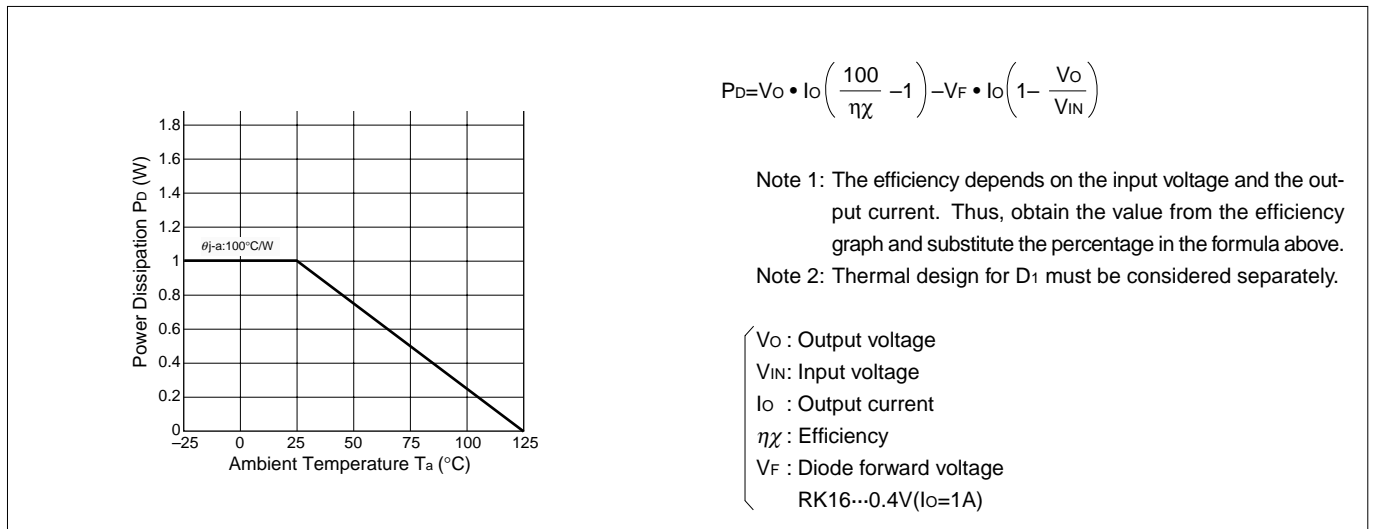 1.8
1.6
1.4
1.2
1
0.8
0.6
0.4
0.2
0
Power Dissipation PD (W)
θj-a:100°C/W
–25 0 25 50 75 100 125
Ambient Temperature Ta (°C)
PD=VO • IO(100/ηχ –1)–VF • IO(1– VO/VIN)
Note 1: The efficiency depends on the input voltage and the out-
put current. Thus, obtain the value from the efficiency
graph and substitute the percentage in the formula above.
Note 2: Thermal design for D1 must be considered separately.
VO : Output voltage
VIN: Input voltage
IO : Output current
ηχ : Efficiency
VF : Diode forward voltage
RK16···0.4V(IO=1A)